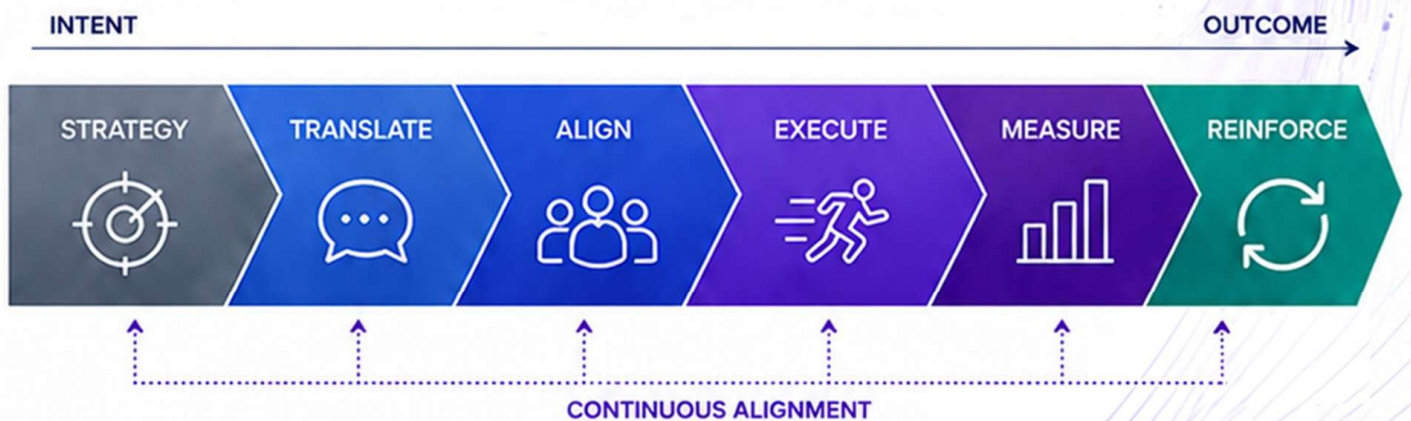 INTENT OUTCOME
STRATEGY TRANSLATE ALIGN EXECUTE MEASURE REINFORCE
CONTINUOUS ALIGNMENT